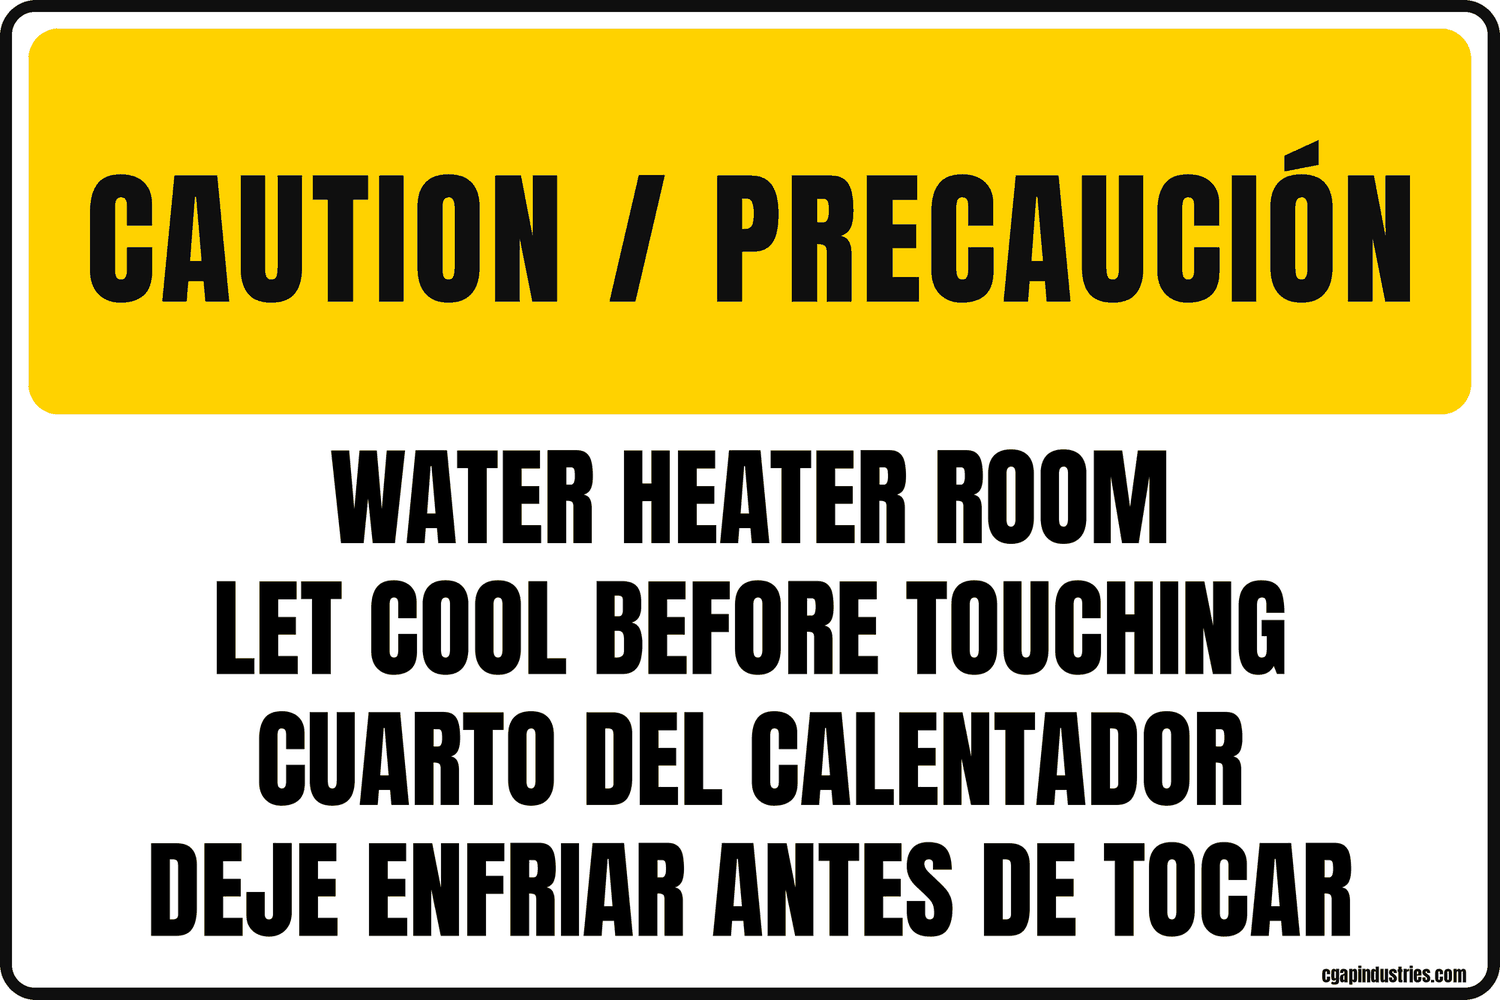 CAUTION / PRECAUCIÓN
WATER HEATER ROOM
LET COOL BEFORE TOUCHING
CUARTO DEL CALENTADOR
DEJE ENFRIAR ANTES DE TOCAR
cgapindustries.com